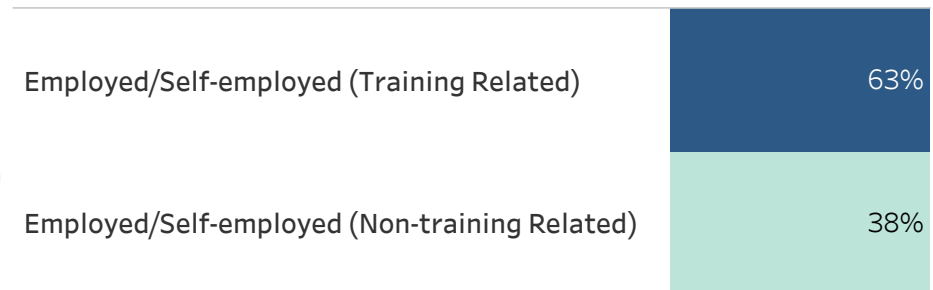 Employed/Self-employed (Training Related) 63%
Employed/Self-employed (Non-training Related) 38%